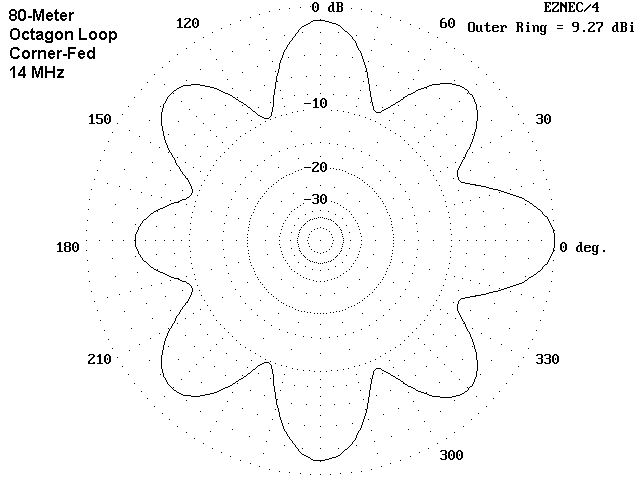 80-Meter
Octagon Loop
Corner-Fed
14 MHz
0 dB
EZNEC/4
Outer Ring = 9.27 dBi
120
60
-10
150
30
-20
-30
180
0 deg.
210
330
300